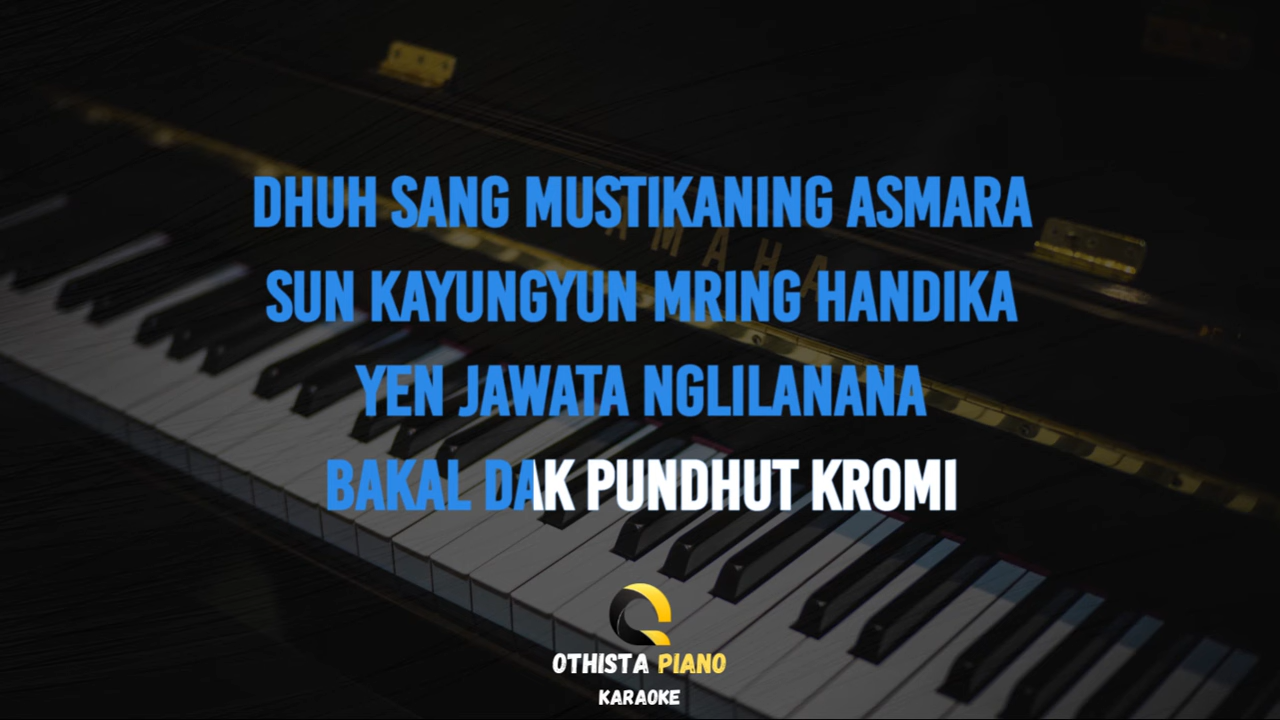 DHUH SANG MUSTIKANING ASMARA
SUN KAYUNGYUN MRING HANDIKA
YEN JAWATA NGLILANANA
BAKAL DAK PUNDHUT KROMI
OTHISTA PIANO
KARAOKE